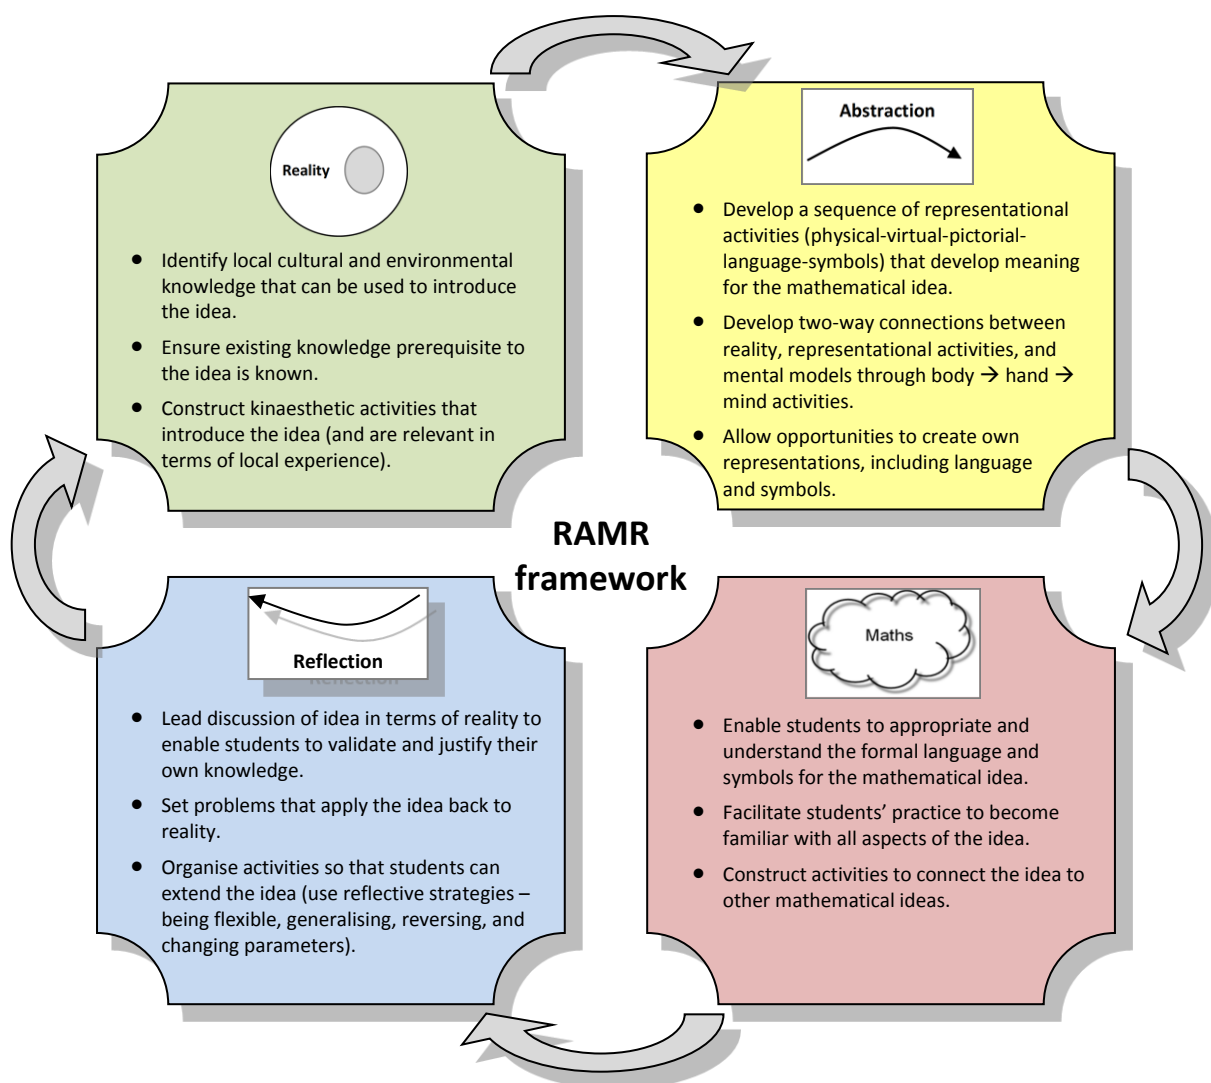 Reality
• Identify local cultural and environmental
knowledge that can be used to introduce
the idea.
• Ensure existing knowledge prerequisite to
the idea is known.
• Construct kinaesthetic activities that
introduce the idea (and are relevant in
terms of local experience).
Abstraction
• Develop a sequence of representational
activities (physical-virtual-pictorial-
language-symbols) that develop meaning
for the mathematical idea.
• Develop two-way connections between
reality, representational activities, and
mental models through body → hand →
mind activities.
• Allow opportunities to create own
representations, including language
and symbols.
RAMR
framework
Reflection
• Lead discussion of idea in terms of reality to
enable students to validate and justify their
own knowledge.
• Set problems that apply the idea back to
reality.
• Organise activities so that students can
extend the idea (use reflective strategies –
being flexible, generalising, reversing, and
changing parameters).
Maths
• Enable students to appropriate and
understand the formal language and
symbols for the mathematical idea.
• Facilitate students’ practice to become
familiar with all aspects of the idea.
• Construct activities to connect the idea to
other mathematical ideas.